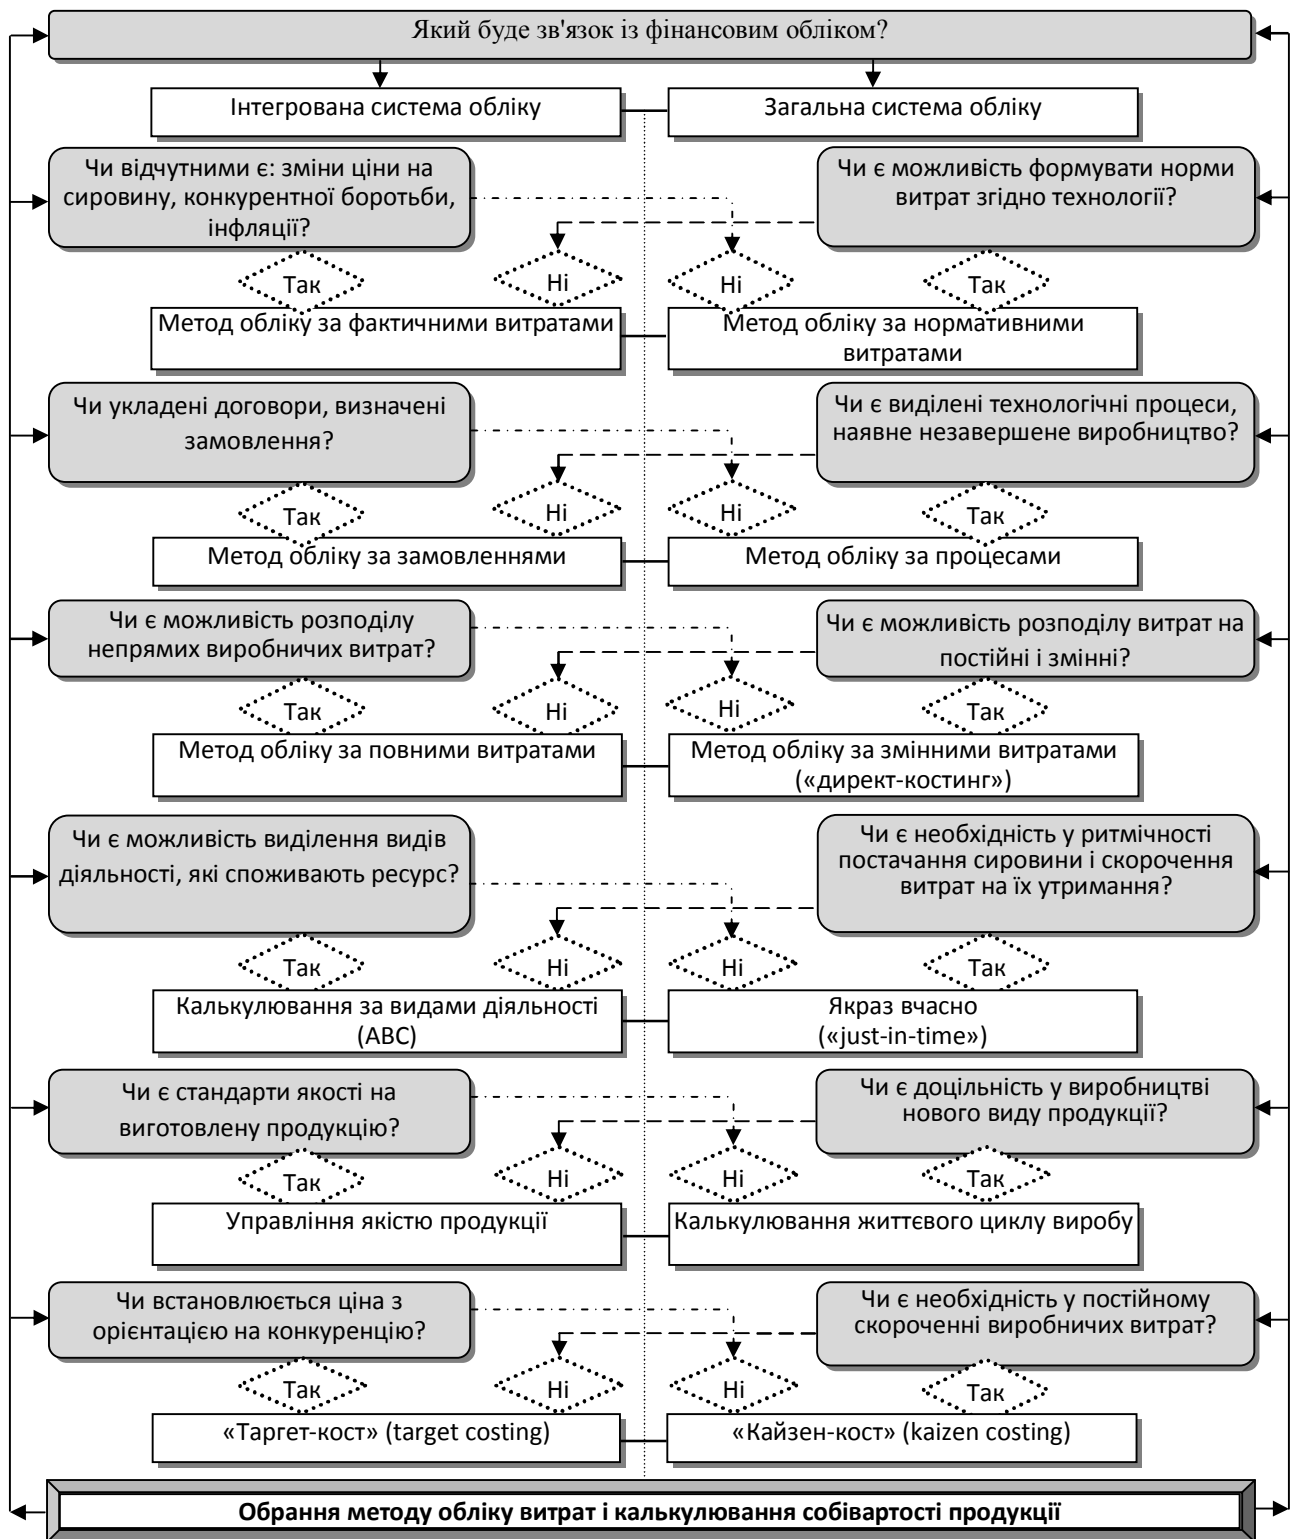 Який буде зв'язок із фінансовим обліком?
Інтегрована система обліку
Загальна система обліку
Чи відчутними є: зміни ціни на
сировину, конкурентної боротьби,
інфляції?
Чи є можливість формувати норми
витрат згідно технології?
Так
Ні
Ні
Так
Метод обліку за фактичними витратами
Метод обліку за нормативними
витратами
Чи укладені договори, визначені
замовлення?
Чи є виділені технологічні процеси,
наявне незавершене виробництво?
Так
Ні
Ні
Так
Метод обліку за замовленнями
Метод обліку за процесами
Чи є можливість розподілу
непрямих виробничих витрат?
Чи є можливість розподілу витрат на
постійні і змінні?
Так
Ні
Ні
Так
Метод обліку за повними витратами
Метод обліку за змінними витратами
(«директ-костинг»)
Чи є можливість виділення видів
діяльності, які споживають ресурс?
Чи є необхідність у ритмічності
постачання сировини і скорочення
витрат на їх утримання?
Так
Ні
Ні
Так
Калькулювання за видами діяльності
(АВС)
Якраз вчасно
(«just-in-time»)
Чи є стандарти якості на
виготовлену продукцію?
Чи є доцільність у виробництві
нового виду продукції?
Так
Ні
Ні
Так
Управління якістю продукції
Калькулювання життєвого циклу виробу
Чи встановлюється ціна з
орієнтацією на конкуренцію?
Чи є необхідність у постійному
скороченні виробничих витрат?
Так
Ні
Ні
Так
«Таргет-кост» (target costing)
«Кайзен-кост» (kaizen costing)
Обрання методу обліку витрат і калькулювання собівартості продукції